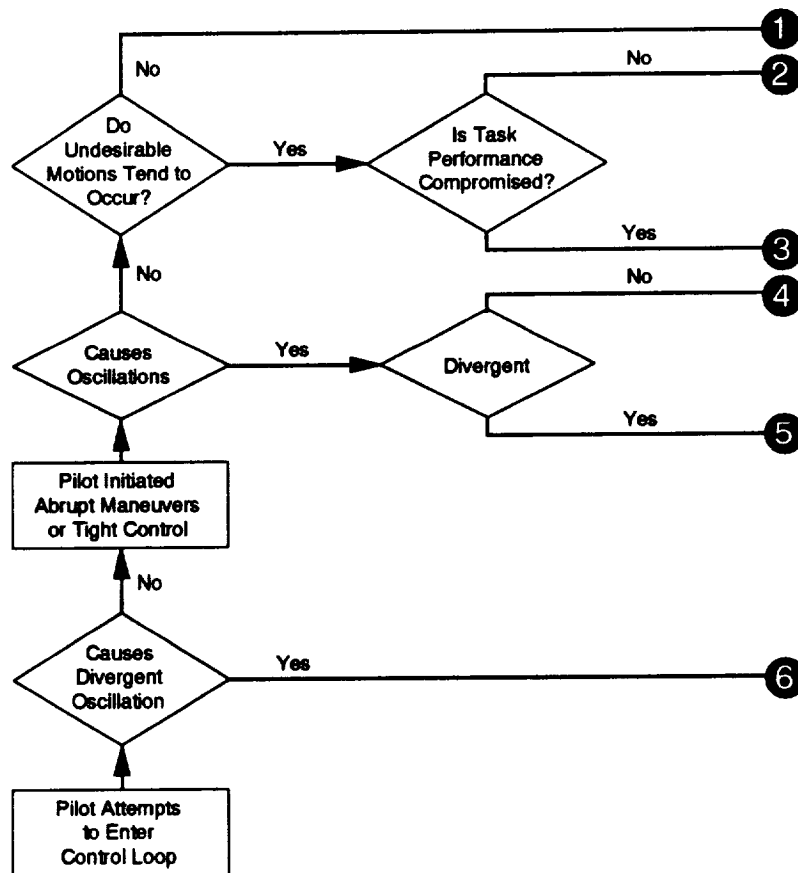 1
No
2
No
Do
Undesirable
Motions Tend to
Occur?
Yes
Is Task
Performance
Compromised?
Yes
3
No
No
4
Causes
Oscillations
Yes
Divergent
Yes
5
Pilot Initiated
Abrupt Maneuvers
or Tight Control
No
Causes
Divergent
Oscillation
Yes
6
Pilot Attempts
to Enter
Control Loop